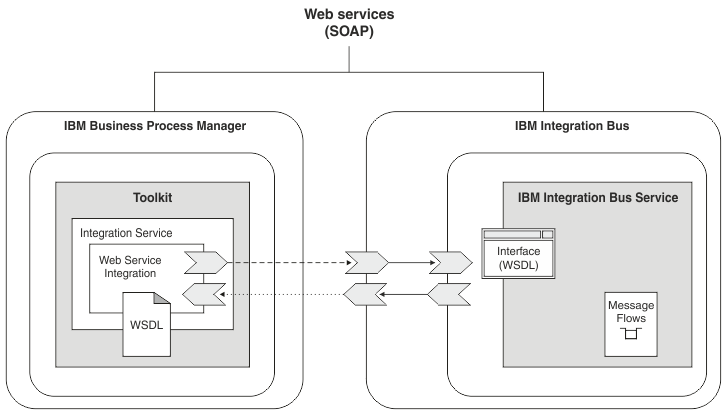 Web services
(SOAP)
IBM Business Process Manager
IBM Integration Bus
Toolkit
IBM Integration Bus Service
Integration Service
Web Service
Integration
WSDL
Interface
(WSDL)
Message
Flows